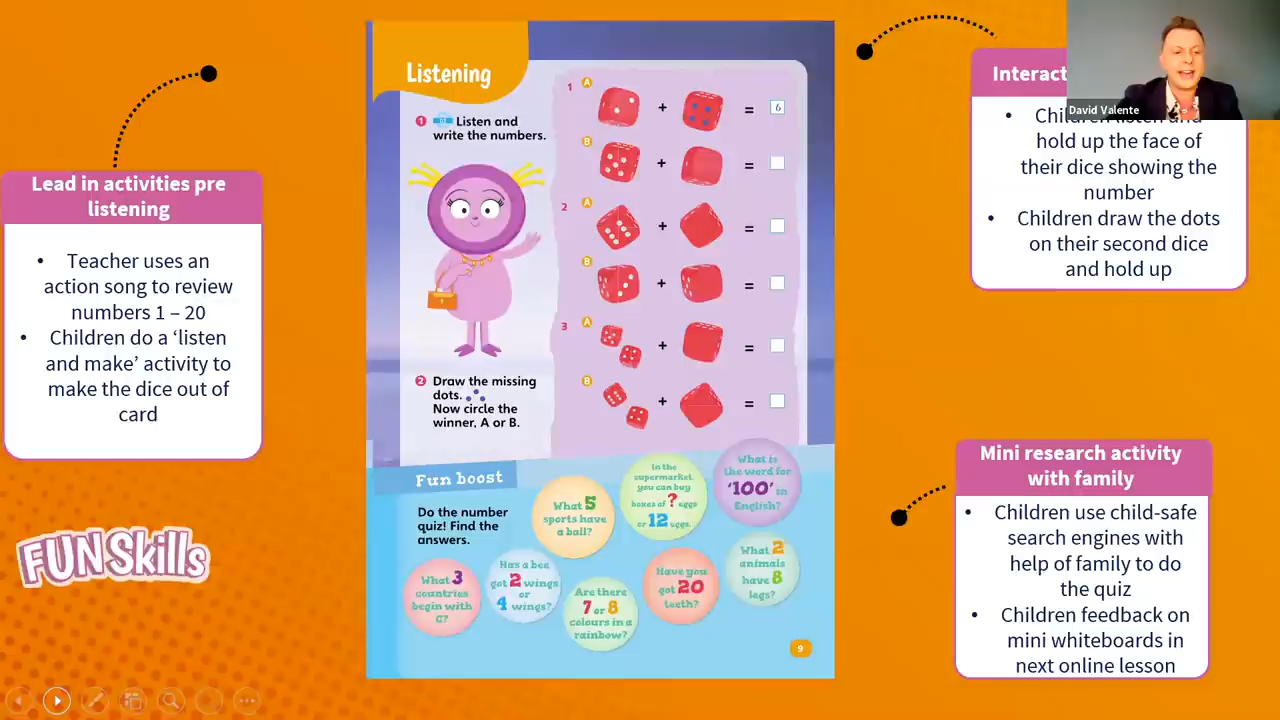 Lead in activities pre
listening
• Teacher uses an
action song to review
numbers 1 – 20
• Children do a ‘listen
and make’ activity to
make the dice out of
card
FUN Skills
Listening
1 Listen and
write the numbers.
2 Draw the missing
dots.
Now circle the
winner, A or B.
1 A + = 6
B + =
2 A + =
B + =
3 A + =
B + =
Fun boost
Do the number
quiz! Find the
answers.
What 5
sports have
a ball?
In the
supermarket,
you can buy
boxes of ? eggs
or 12 eggs.
What is
the word for
‘100’ in
English?
What 3
countries
begin with
C?
Has a bee
got 2 wings
or
4 wings?
Are there
7 or 8
colours in a
rainbow?
Have you
got 20
teeth?
What 2
animals
have 8
legs?
9
Interact
David Valente
• Children listen and
hold up the face of
their dice showing the
number
• Children draw the dots
on their second dice
and hold up
Mini research activity
with family
• Children use child-safe
search engines with
help of family to do
the quiz
• Children feedback on
mini whiteboards in
next online lesson